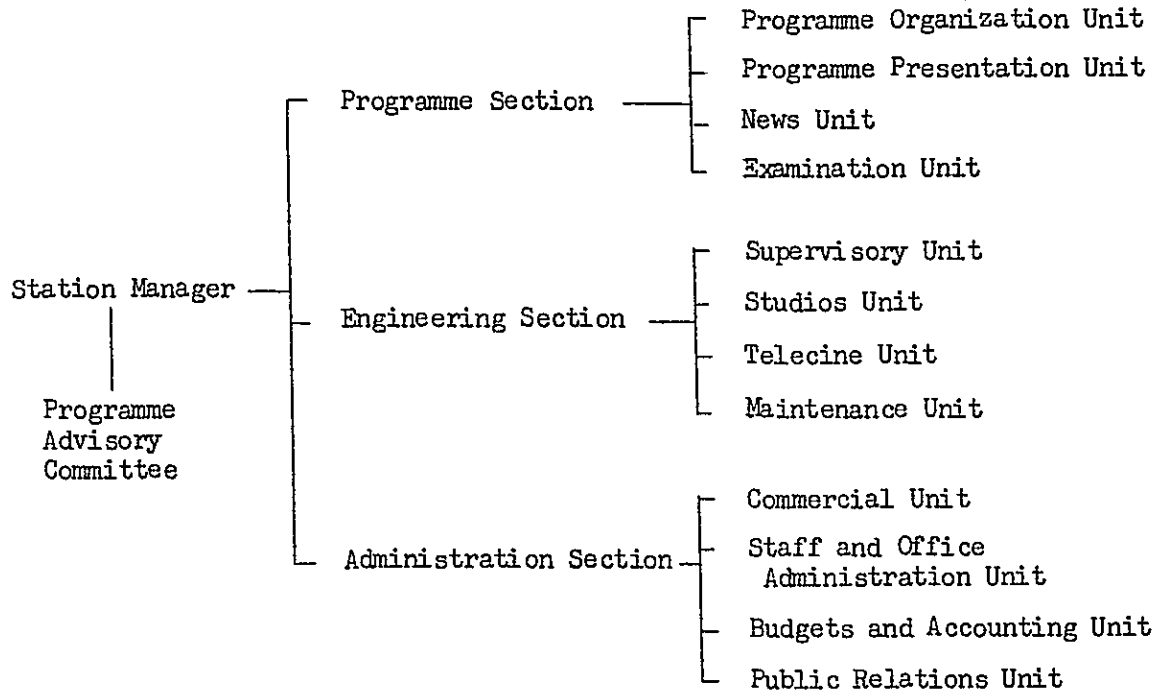 Station Manager
Programme
Advisory
Committee
Programme Section
Programme Organization Unit
Programme Presentation Unit
News Unit
Examination Unit
Engineering Section
Supervisory Unit
Studios Unit
Telecine Unit
Maintenance Unit
Administration Section
Commercial Unit
Staff and Office
Administration Unit
Budgets and Accounting Unit
Public Relations Unit